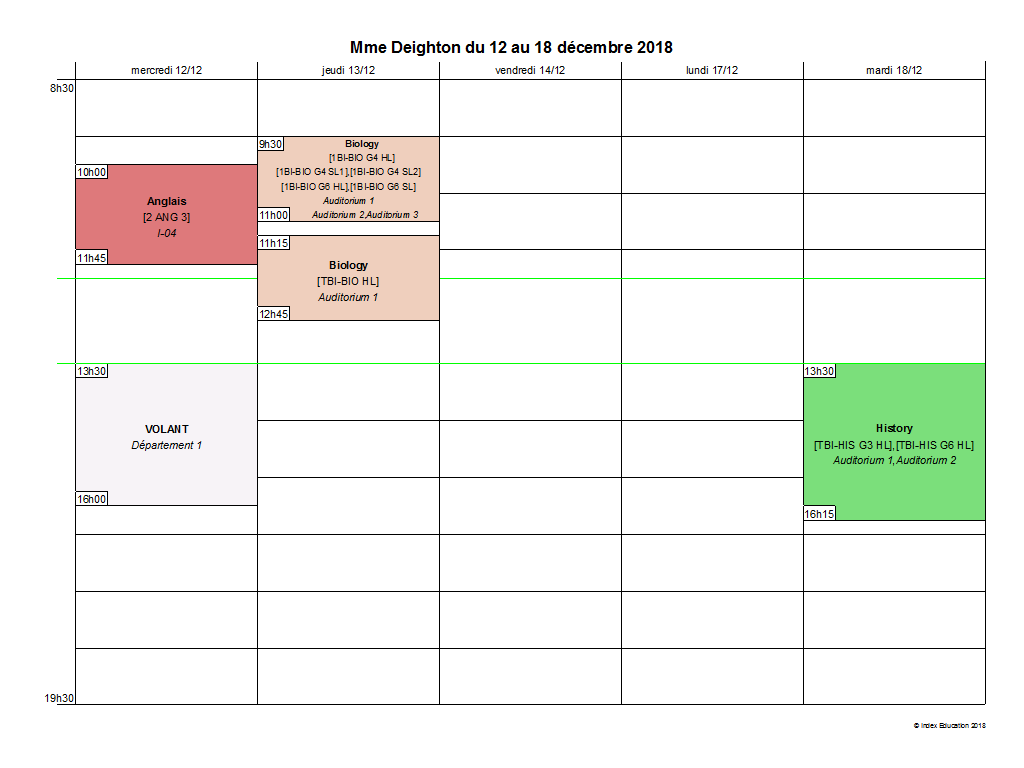 Mme Deighton du 12 au 18 décembre 2018
mercredi 12/12
jeudi 13/12
vendredi 14/12
lundi 17/12
mardi 18/12
8h30
10h00
Anglais
[2 ANG 3]
I-04
11h45
13h30
VOLANT
Département 1
16h00
9h30
Biology
[1BI-BIO G4 HL]
[1BI-BIO G4 SL1],[1BI-BIO G4 SL2]
[1BI-BIO G6 HL],[1BI-BIO G6 SL]
Auditorium 1
Auditorium 2,Auditorium 3
11h00
11h15
Biology
[TBI-BIO HL]
Auditorium 1
12h45
13h30
History
[TBI-HIS G3 HL],[TBI-HIS G6 HL]
Auditorium 1,Auditorium 2
16h15
19h30
© Index Education 2018